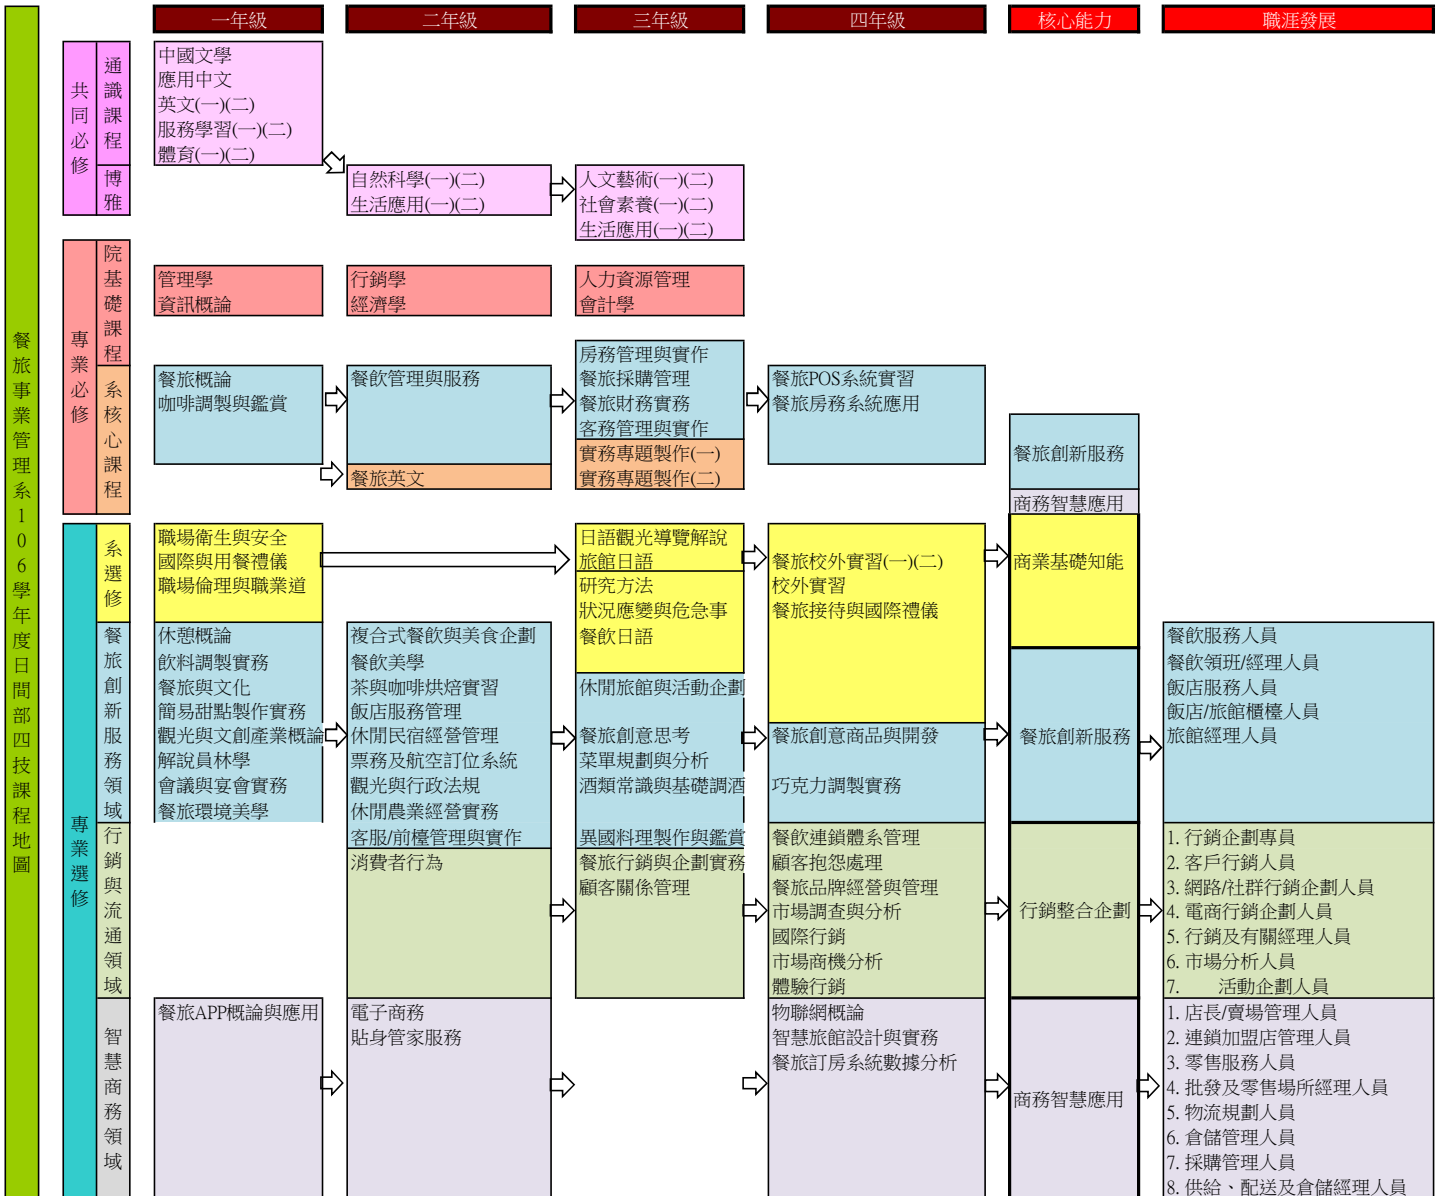 餐旅事業管理系106學年度日間部四技課程地圖
一年級
二年級
三年級
四年級
核心能力
職涯發展
共同必修
通識課程
中國文學
應用中文
英文(一)(二)
服務學習(一)(二)
體育(一)(二)
博雅
自然科學(一)(二)
生活應用(一)(二)
人文藝術(一)(二)
社會素養(一)(二)
生活應用(一)(二)
專業必修
院基礎課程
管理學
資訊概論
行銷學
經濟學
人力資源管理
會計學
系核心課程
餐旅概論
咖啡調製與鑑賞
餐飲管理與服務
餐旅英文
房務管理與實作
餐旅採購管理
餐旅財務實務
客務管理與實作
實務專題製作(一)
實務專題製作(二)
餐旅POS系統實習
餐旅房務系統應用
餐旅創新服務
商務智慧應用
專業選修
系選修
職場衛生與安全
國際與用餐禮儀
職場倫理與職業道
日語觀光導覽解說
旅館日語
研究方法
狀況應變與危急事
餐飲日語
餐旅校外實習(一)(二)
校外實習
餐旅接待與國際禮儀
商業基礎知能
餐旅創新服務領域
休憩概論
飲料調製實務
餐旅與文化
簡易甜點製作實務
觀光與文創產業概論
解說員林學
會議與宴會實務
餐旅環境美學
複合式餐飲與美食企劃
餐飲美學
茶與咖啡烘焙實習
飯店服務管理
休閒民宿經營管理
票務及航空訂位系統
觀光與行政法規
休閒農業經營實務
客服/前檯管理與實作
休閒旅館與活動企劃
餐旅創意思考
菜單規劃與分析
酒類常識與基礎調酒
異國料理製作與鑑賞
餐旅創意商品與開發
巧克力調製實務
餐旅創新服務
餐飲服務人員
餐飲領班/經理人員
飯店服務人員
飯店/旅館櫃檯人員
旅館經理人員
行銷與流通領域
消費者行為
餐旅行銷與企劃實務
顧客關係管理
餐飲連鎖體系管理
顧客抱怨處理
餐旅品牌經營與管理
市場調查與分析
國際行銷
市場商機分析
體驗行銷
行銷整合企劃
1. 行銷企劃專員
2. 客戶行銷人員
3. 網路/社群行銷企劃人員
4. 電商行銷企劃人員
5. 行銷及有關經理人員
6. 市場分析人員
7. 活動企劃人員
智慧商務領域
餐旅APP概論與應用
電子商務
貼身管家服務
物聯網概論
智慧旅館設計與實務
餐旅訂房系統數據分析
商務智慧應用
1. 店長/賣場管理人員
2. 連鎖加盟店管理人員
3. 零售服務人員
4. 批發及零售場所經理人員
5. 物流規劃人員
6. 倉儲管理人員
7. 採購管理人員
8. 供給、配送及倉儲經理人員